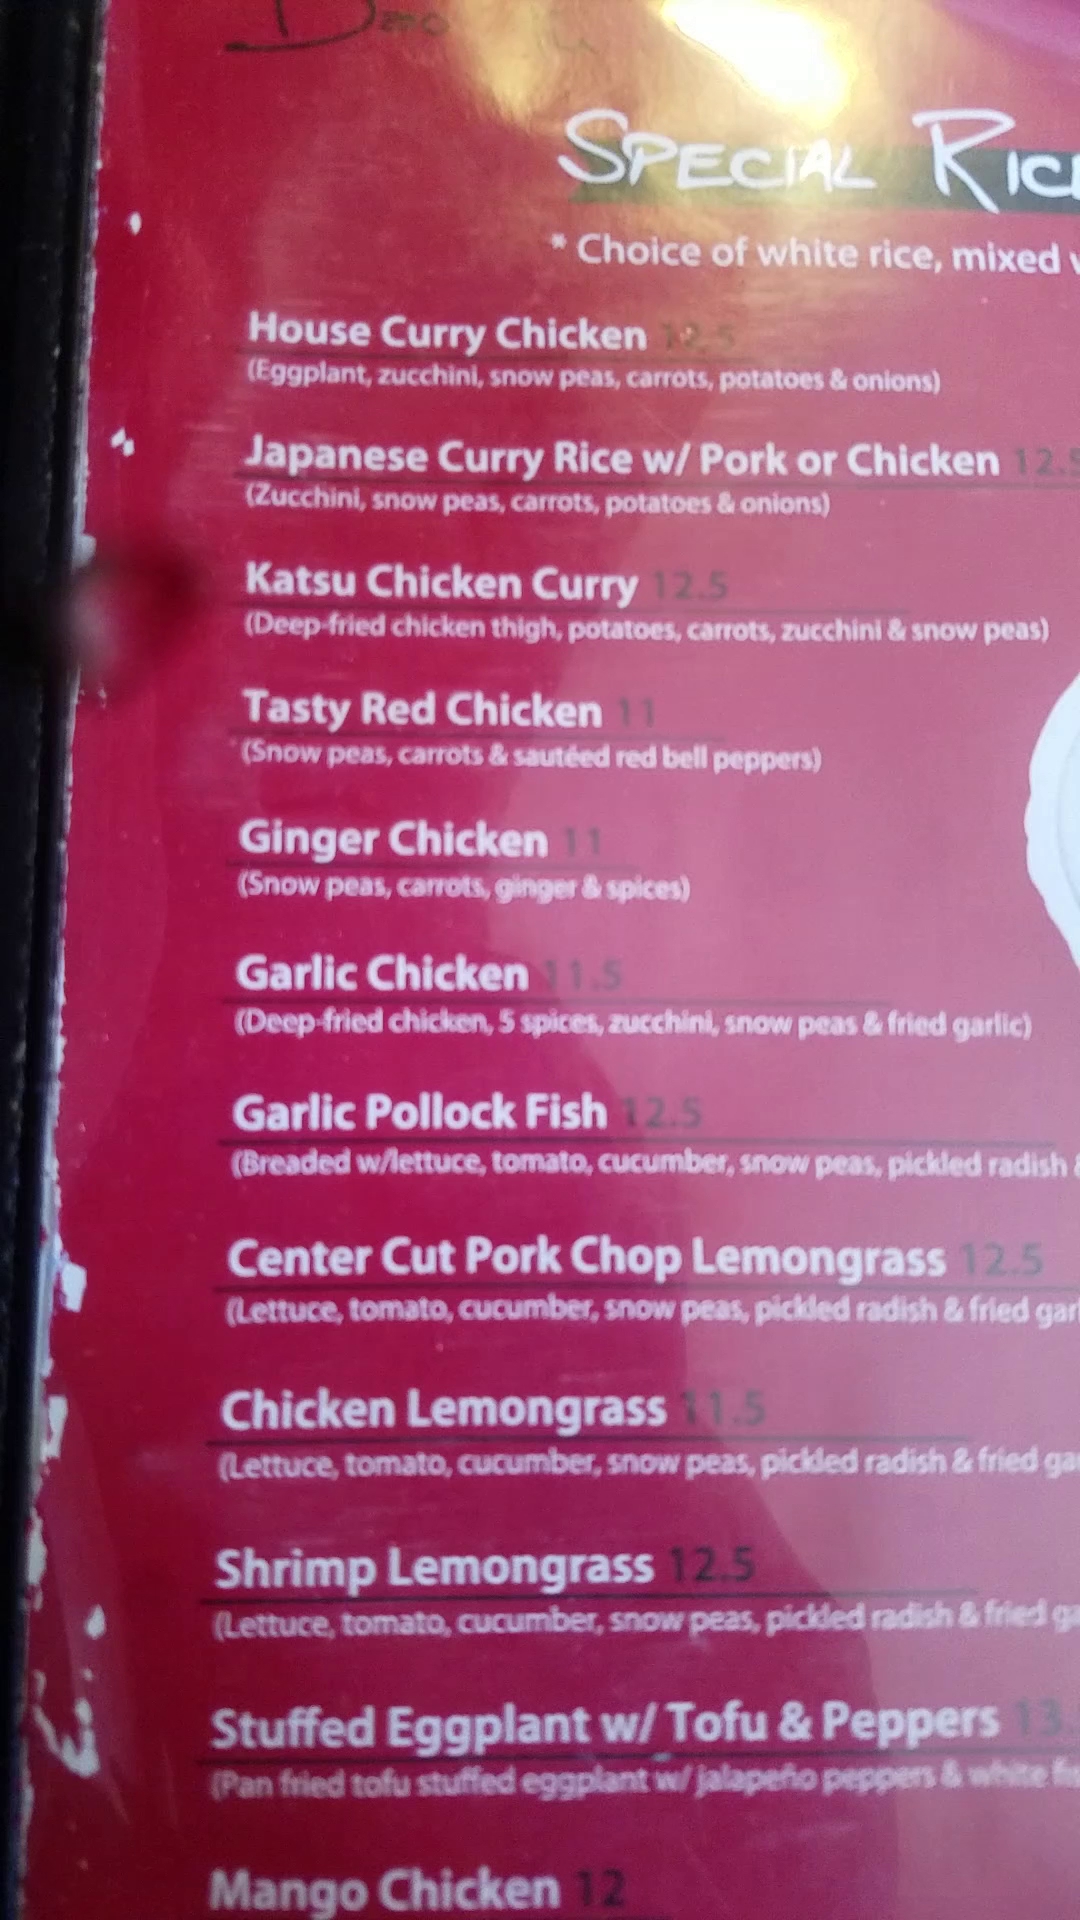 SPECIAL RICE
* Choice of white rice, mixed
House Curry Chicken 12.5
(Eggplant, zucchini, snow peas, carrots, potatoes & onions)
Japanese Curry Rice w/ Pork or Chicken 12.5
(Zucchini, snow peas, carrots, potatoes & onions)
Katsu Chicken Curry 12.5
(Deep-fried chicken thigh, potatoes, carrots, zucchini & snow peas)
Tasty Red Chicken 11
(Snow peas, carrots & sautéed red bell peppers)
Ginger Chicken 11
(Snow peas, carrots, ginger & spices)
Garlic Chicken 11.5
(Deep-fried chicken, 5 spices, zucchini, snow peas & fried garlic)
Garlic Pollock Fish 12.5
(Breaded w/lettuce, tomato, cucumber, snow peas, pickled radish &
Center Cut Pork Chop Lemongrass 12.5
(Lettuce, tomato, cucumber, snow peas, pickled radish & fried
Chicken Lemongrass 11.5
(Lettuce, tomato, cucumber, snow peas, pickled radish & fried
Shrimp Lemongrass 12.5
(Lettuce, tomato, cucumber, snow peas, pickled radish & fried
Stuffed Eggplant w/ Tofu & Peppers 13.
(Pan fried tofu stuffed eggplant w/ jalapeño peppers & white
Mango Chicken 12